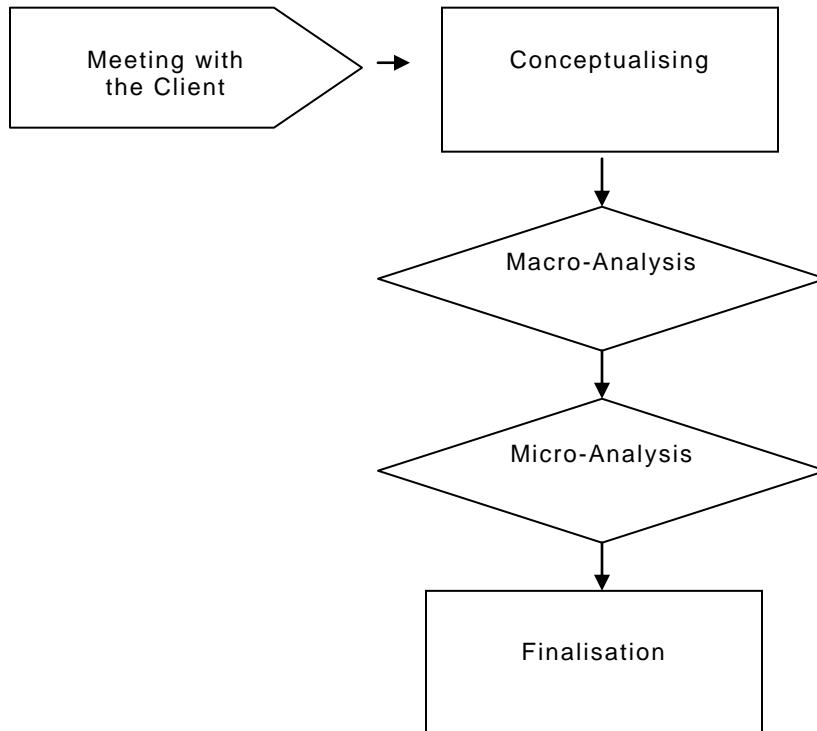 Meeting with
the Client
Conceptualising
Macro-Analysis
Micro-Analysis
Finalisation